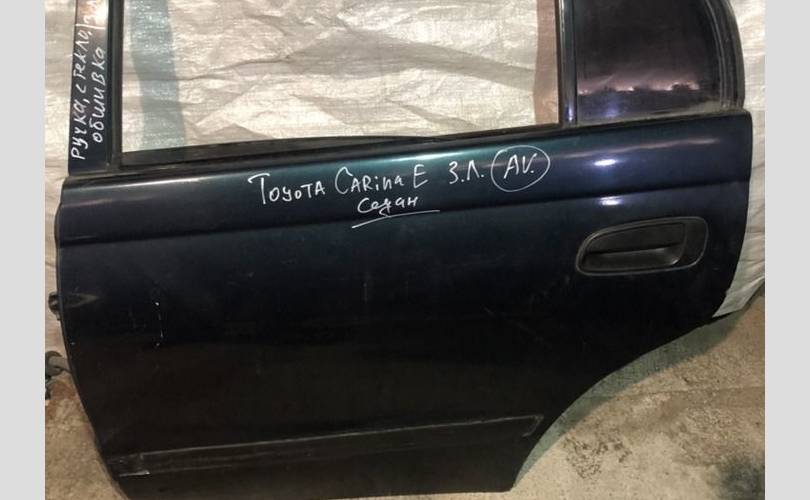 ручка, стекло,
обшивка
Toyota Carina E З.Л. AV.
седан